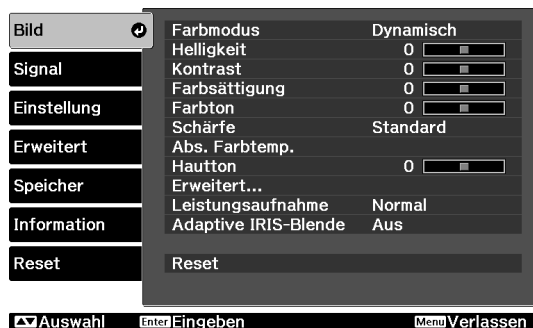 Bild
Signal
Einstellung
Erweitert
Speicher
Information
Reset
Farbmodus Dynamisch
Helligkeit 0
Kontrast 0
Farbsättigung 0
Farbton 0
Schärfe Standard
Abs. Farbtemp.
Hautton 0
Erweitert...
Leistungsaufnahme Normal
Adaptive IRIS-Blende Aus
Reset
Auswahl Enter Eingeben Menu Verlassen